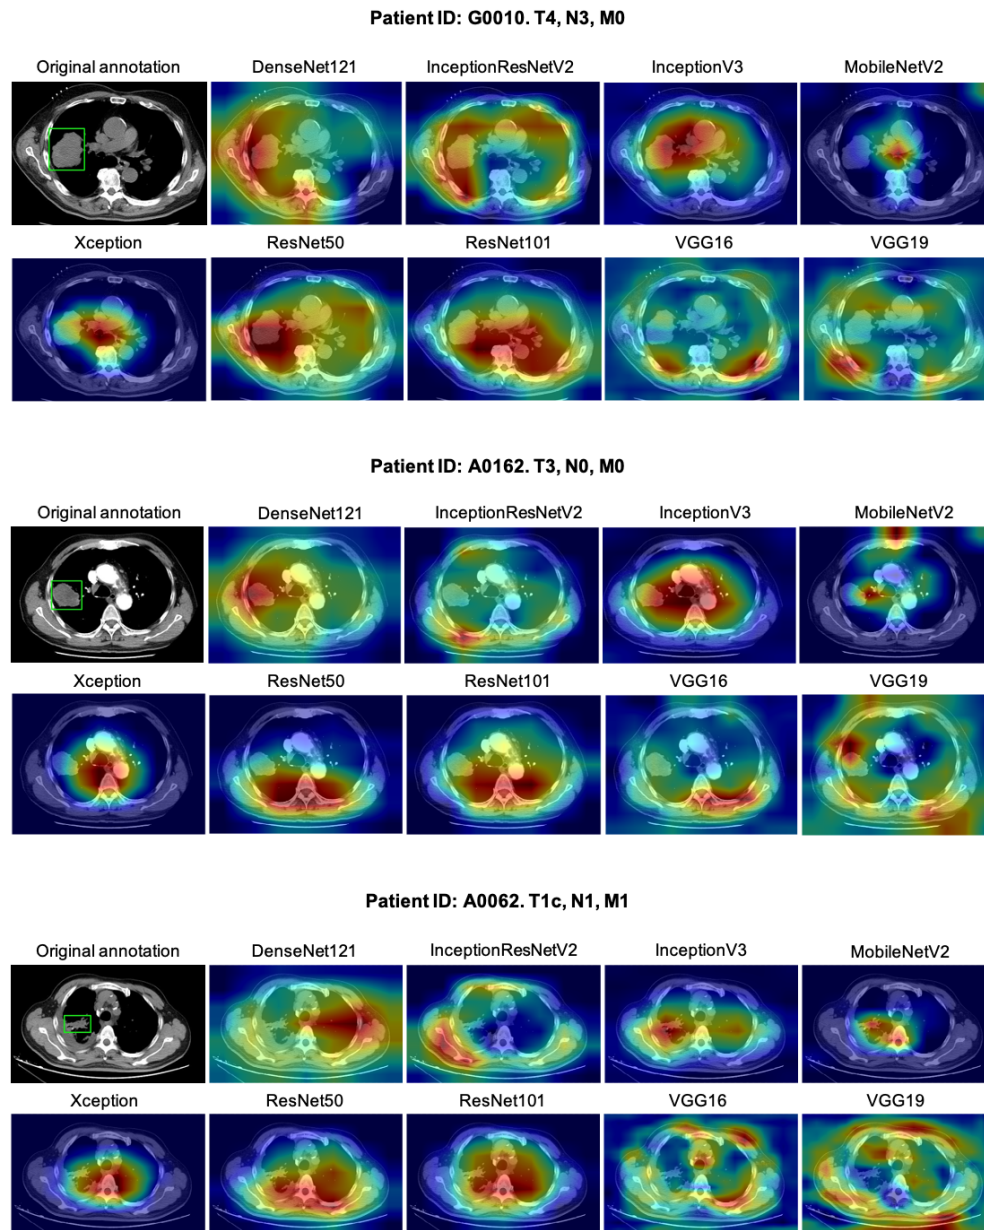 Patient ID: G0010. T4, N3, M0
Original annotation DenseNet121 InceptionResNetV2 InceptionV3 MobileNetV2
Xception ResNet50 ResNet101 VGG16 VGG19
Patient ID: A0162. T3, N0, M0
Original annotation DenseNet121 InceptionResNetV2 InceptionV3 MobileNetV2
Xception ResNet50 ResNet101 VGG16 VGG19
Patient ID: A0062. T1c, N1, M1
Original annotation DenseNet121 InceptionResNetV2 InceptionV3 MobileNetV2
Xception ResNet50 ResNet101 VGG16 VGG19